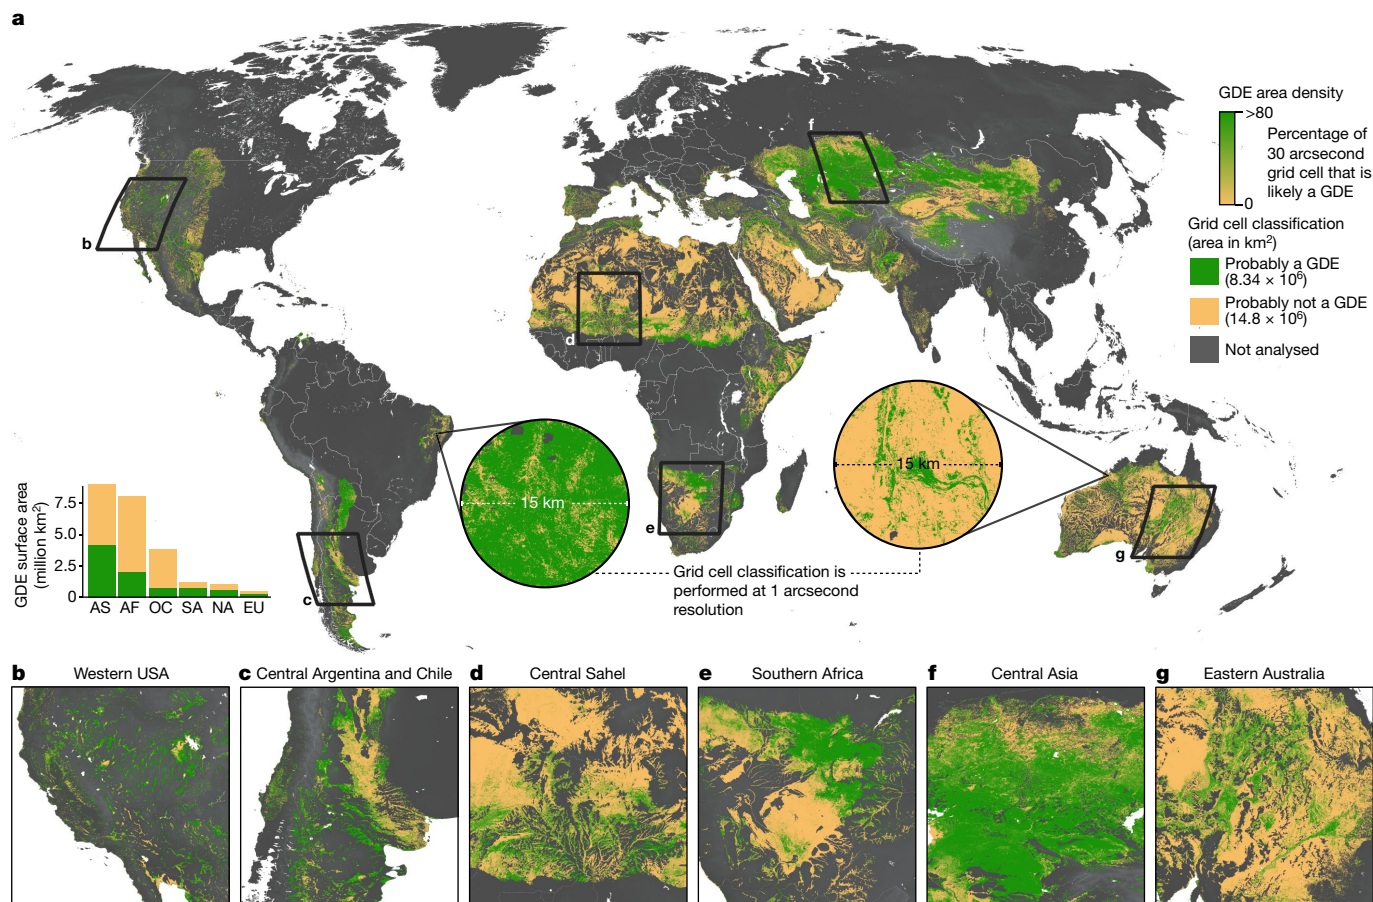 a
GDE area density
>80
0
Percentage of
30 arcsecond
grid cell that is
likely a GDE
Grid cell classification
(area in km²)
Probably a GDE
(8.34 × 10⁶)
Probably not a GDE
(14.8 × 10⁶)
Not analysed
b
f
d
e
c
g
15 km
15 km
Grid cell classification is
performed at 1 arcsecond
resolution
GDE surface area
(million km²)
7.5
5.0
2.5
0
AS AF OC SA NA EU
b Western USA
c Central Argentina and Chile
d Central Sahel
e Southern Africa
f Central Asia
g Eastern Australia